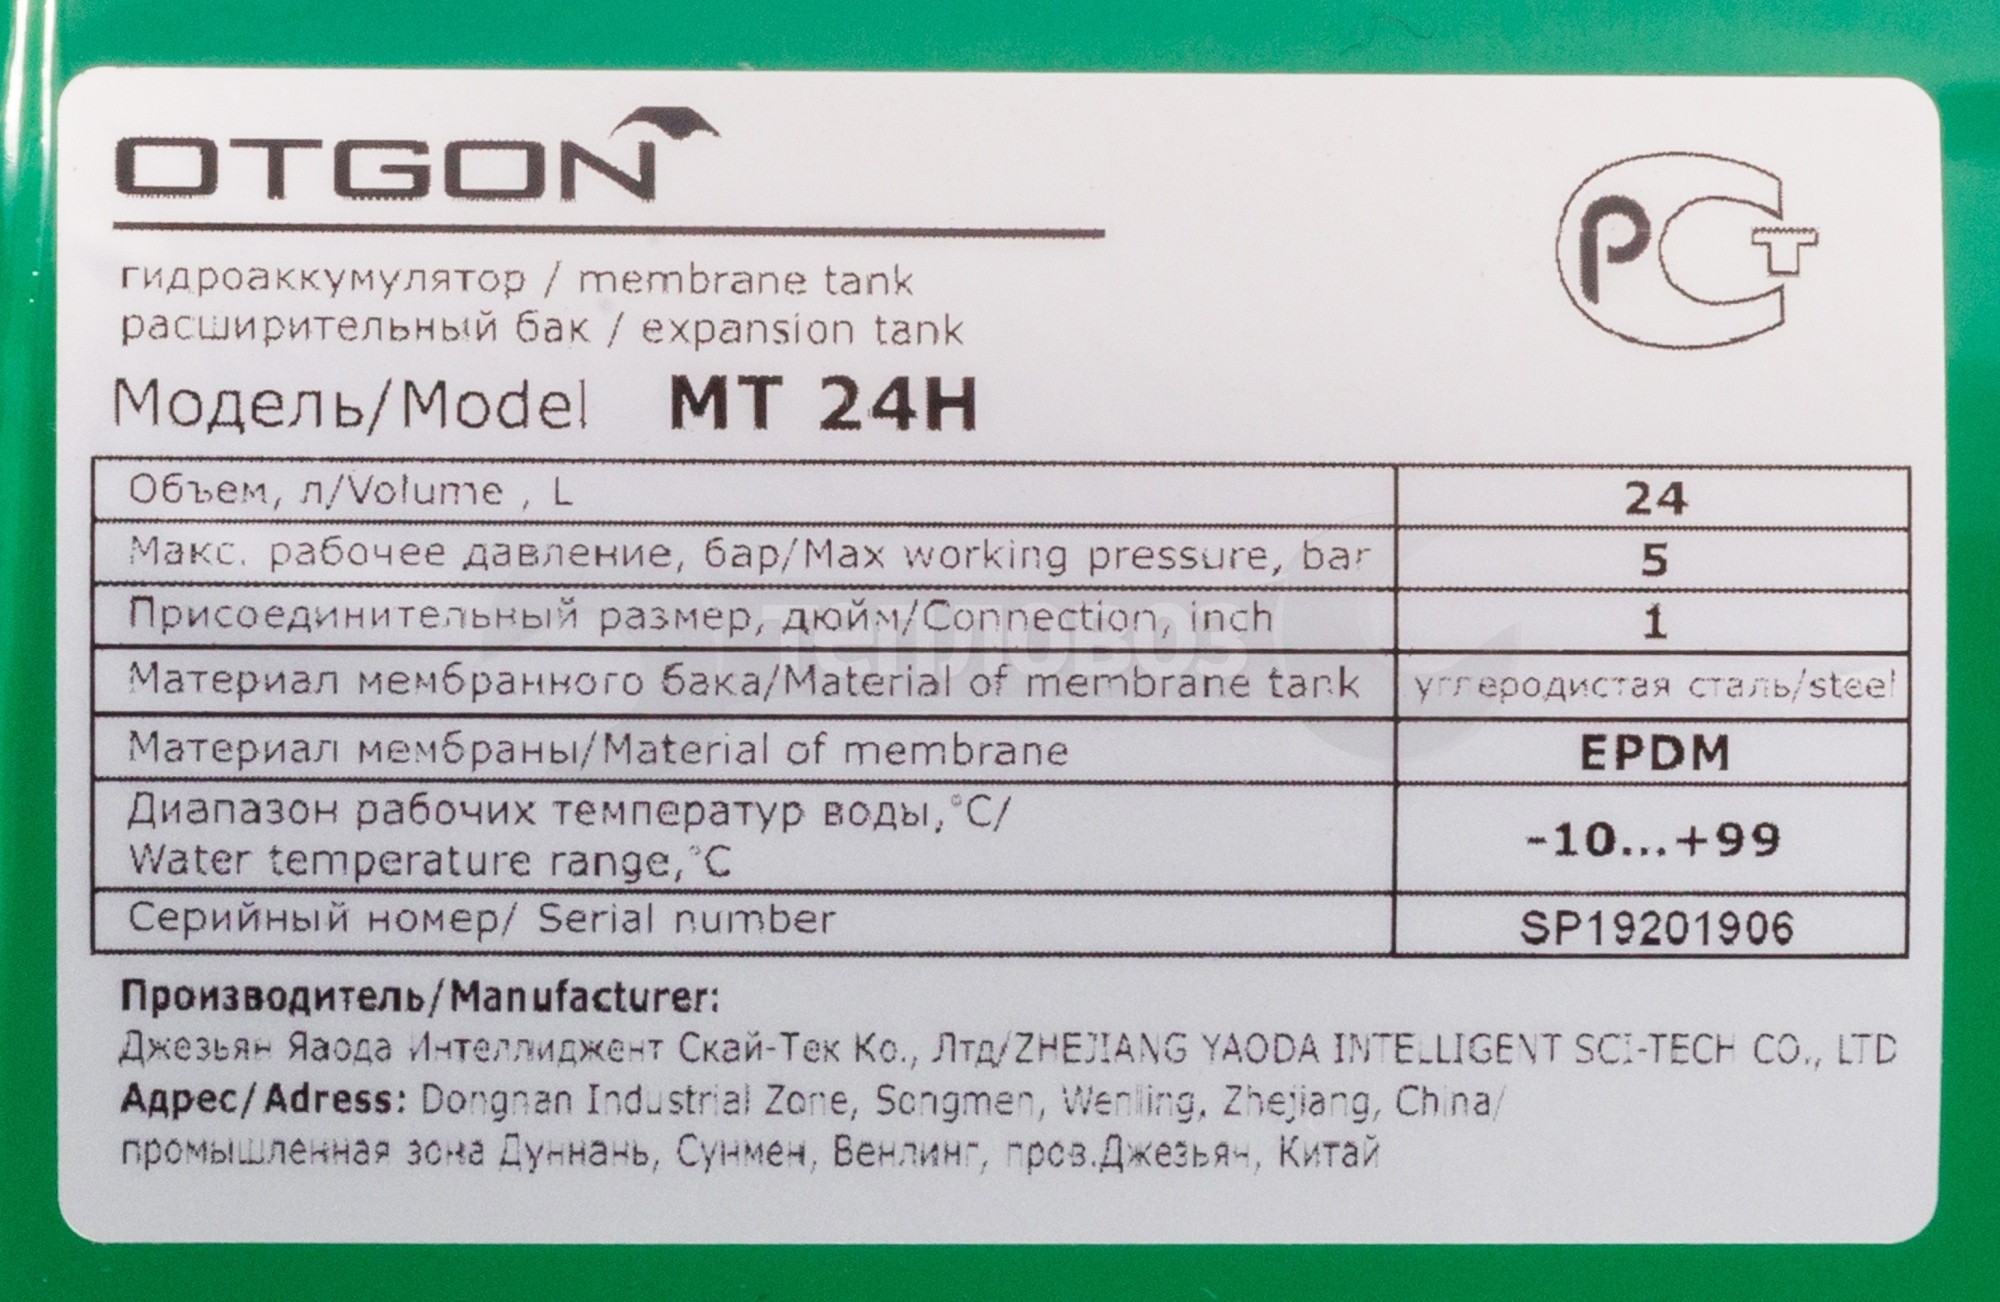 OTGON
РСТ
гидроаккумулятор / membrane tank
расширительный бак / expansion tank
Модель/Model MT 24H
Объем, л/Volume , L 24
Макс. рабочее давление, бар/Max working pressure, bar 5
Присоединительный размер, дюйм/Connection, inch 1
Материал мембранного бака/Material of membrane tank углеродистая сталь/steel
Материал мембраны/Material of membrane EPDM
Диапазон рабочих температур воды,°C/
Water temperature range,°C -10...+99
Серийный номер/ Serial number SP19201906
Производитель/Manufacturer:
Джезьян Яаода Интеллиджент Скай-Тек Ко., Лтд/ZHEJIANG YAODA INTELLIGENT SCI-TECH CO., LTD
Адрес/Adress: Dongnan Industrial Zone, Songmen, Wenling, Zhejiang, China/
промышленная зона Дуннань, Сунмен, Венлинг, пров.Джезьян, Китай